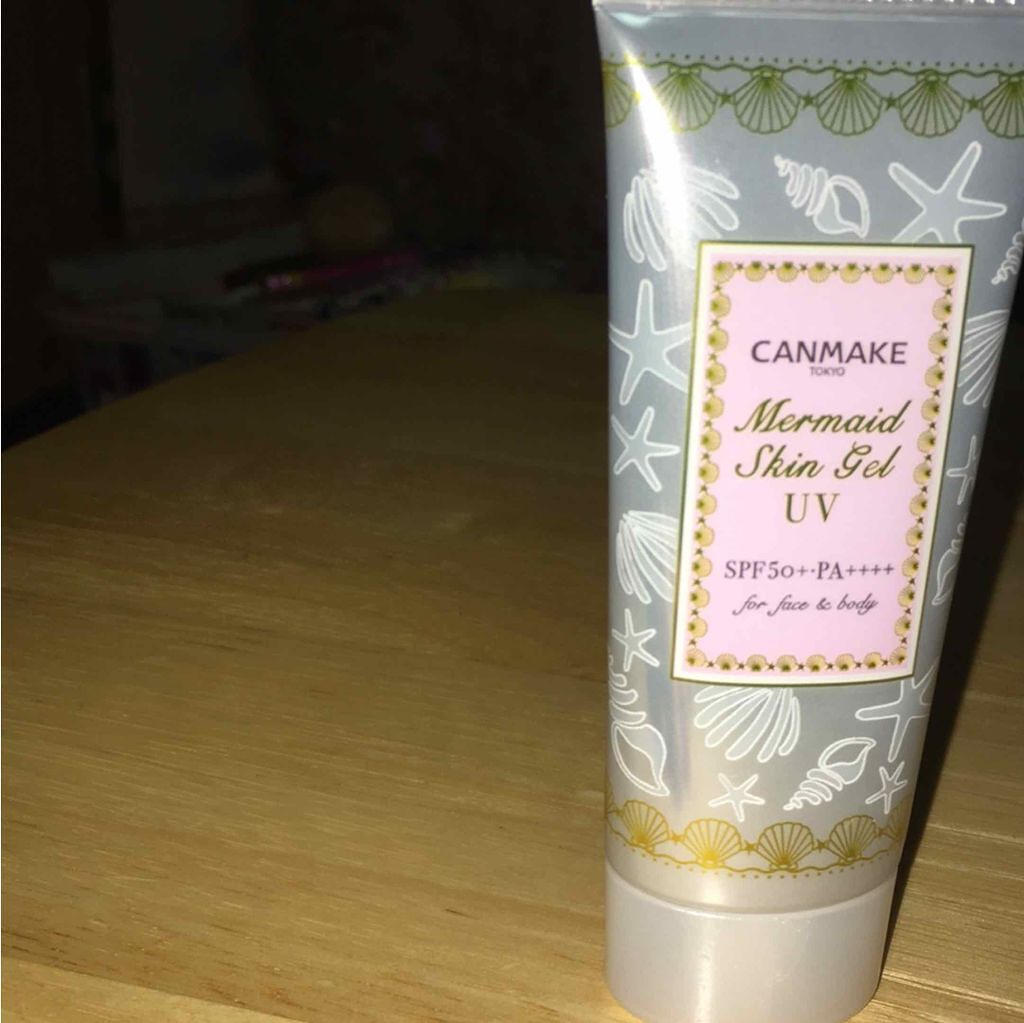 CANMAKE
TOKYO
Mermaid
Skin Gel
UV
SPF50+·PA++++
for face & body